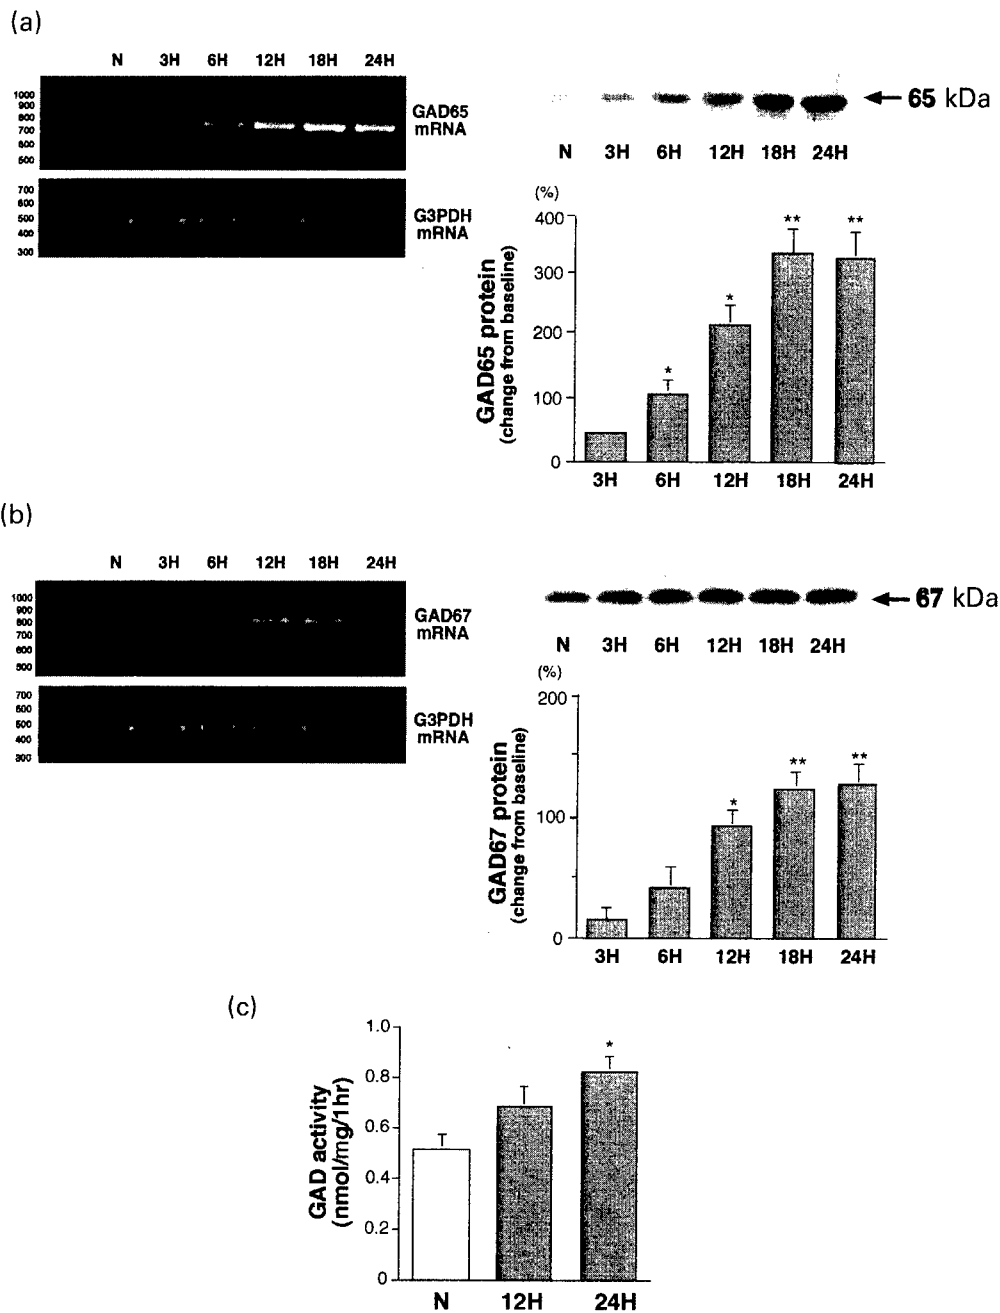 (a)
N 3H 6H 12H 18H 24H
1000
900
800
700
600
500
GAD65
mRNA
700
600
500
400
300
G3PDH
mRNA
65 kDa
N 3H 6H 12H 18H 24H
(%)
400
300
200
100
0
GAD65 protein
(change from baseline)
* * ** **
3H 6H 12H 18H 24H
(b)
N 3H 6H 12H 18H 24H
1000
900
800
700
600
500
GAD67
mRNA
700
600
500
400
300
G3PDH
mRNA
67 kDa
N 3H 6H 12H 18H 24H
(%)
200
100
0
GAD67 protein
(change from baseline)
* ** **
3H 6H 12H 18H 24H
(c)
1.0
0.8
0.6
0.4
0.2
0
GAD activity
(nmol/mg/1hr)
*
N 12H 24H